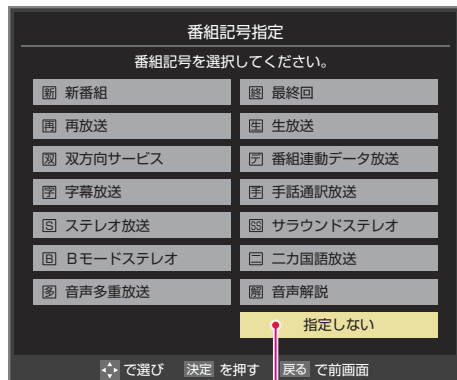 番組記号指定
番組記号を選択してください。
新 新番組
終 最終回
再 再放送
生 生放送
双 双方向サービス
デ 番組連動データ放送
字 字幕放送
手 手話通訳放送
S ステレオ放送
SS サラウンドステレオ
B Bモードステレオ
二 二カ国語放送
多 音声多重放送
解 音声解説
指定しない
で選び 決定 を押す 戻る で前画面